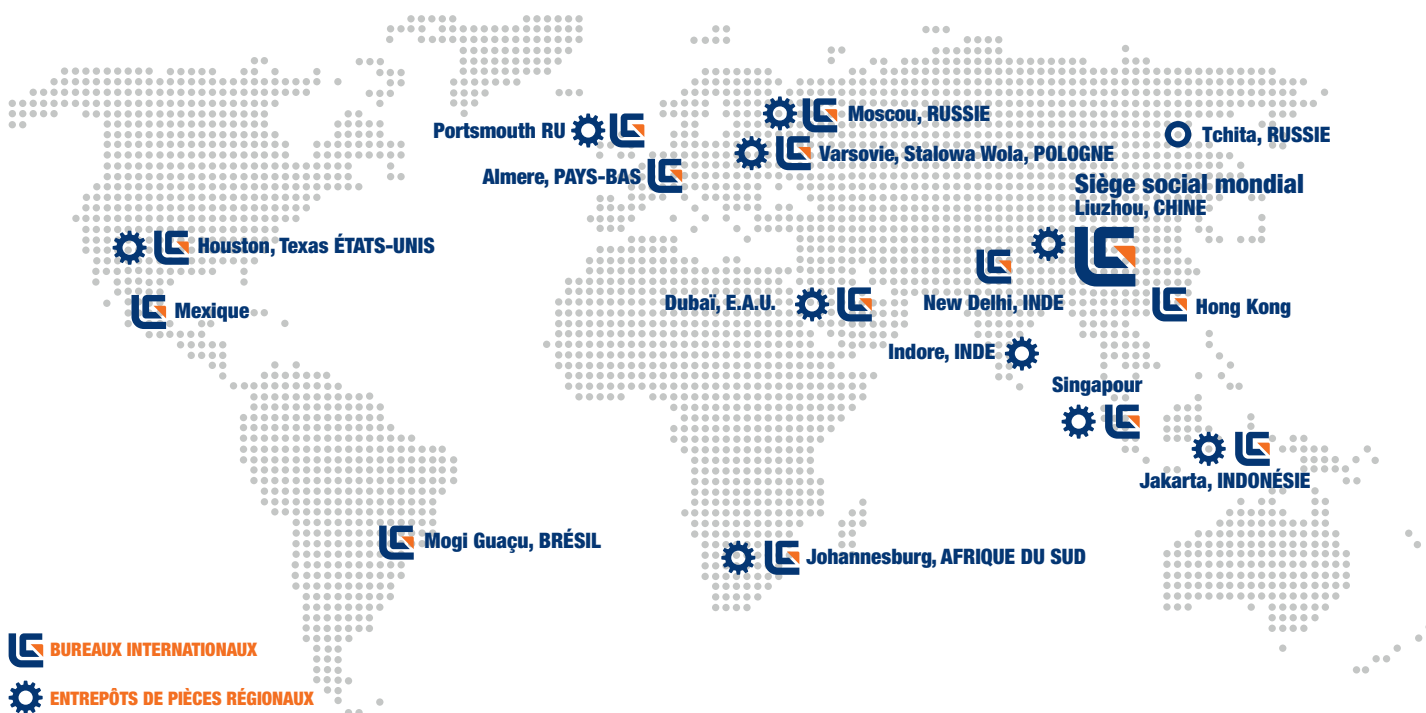 Portsmouth RU
Moscou, RUSSIE
Tchita, RUSSIE
Varsovie, Stalowa Wola, POLOGNE
Almere, PAYS-BAS
Siège social mondial
Liuzhou, CHINE
Houston, Texas ÉTATS-UNIS
Mexique
Dubaï, E.A.U.
New Delhi, INDE
Hong Kong
Indore, INDE
Singapour
Jakarta, INDONÉSIE
Mogi Guaçu, BRÉSIL
Johannesburg, AFRIQUE DU SUD
BUREAUX INTERNATIONAUX
ENTREPÔTS DE PIÈCES RÉGIONAUX